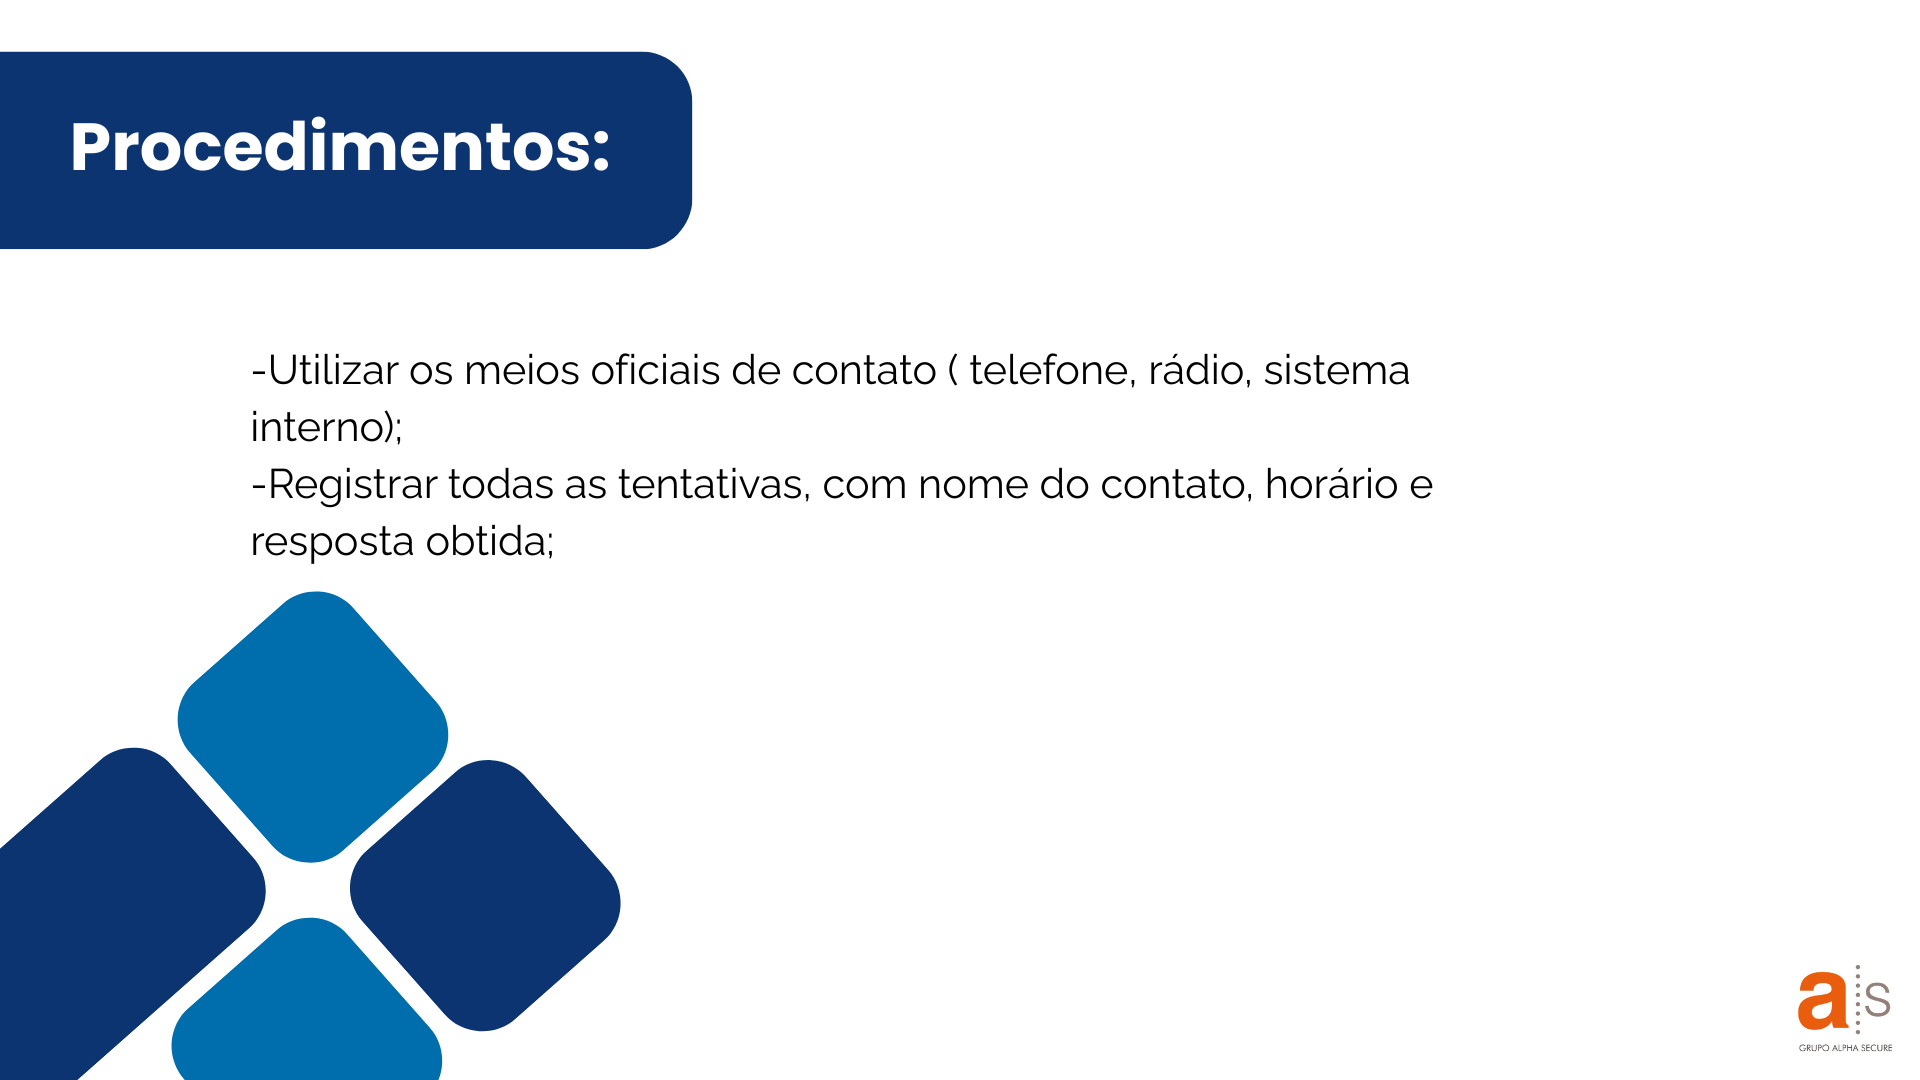 Procedimentos:
-Utilizar os meios oficiais de contato ( telefone, rádio, sistema
interno);
-Registrar todas as tentativas, com nome do contato, horário e
resposta obtida;
as
GRUPO ALPHA SECURE